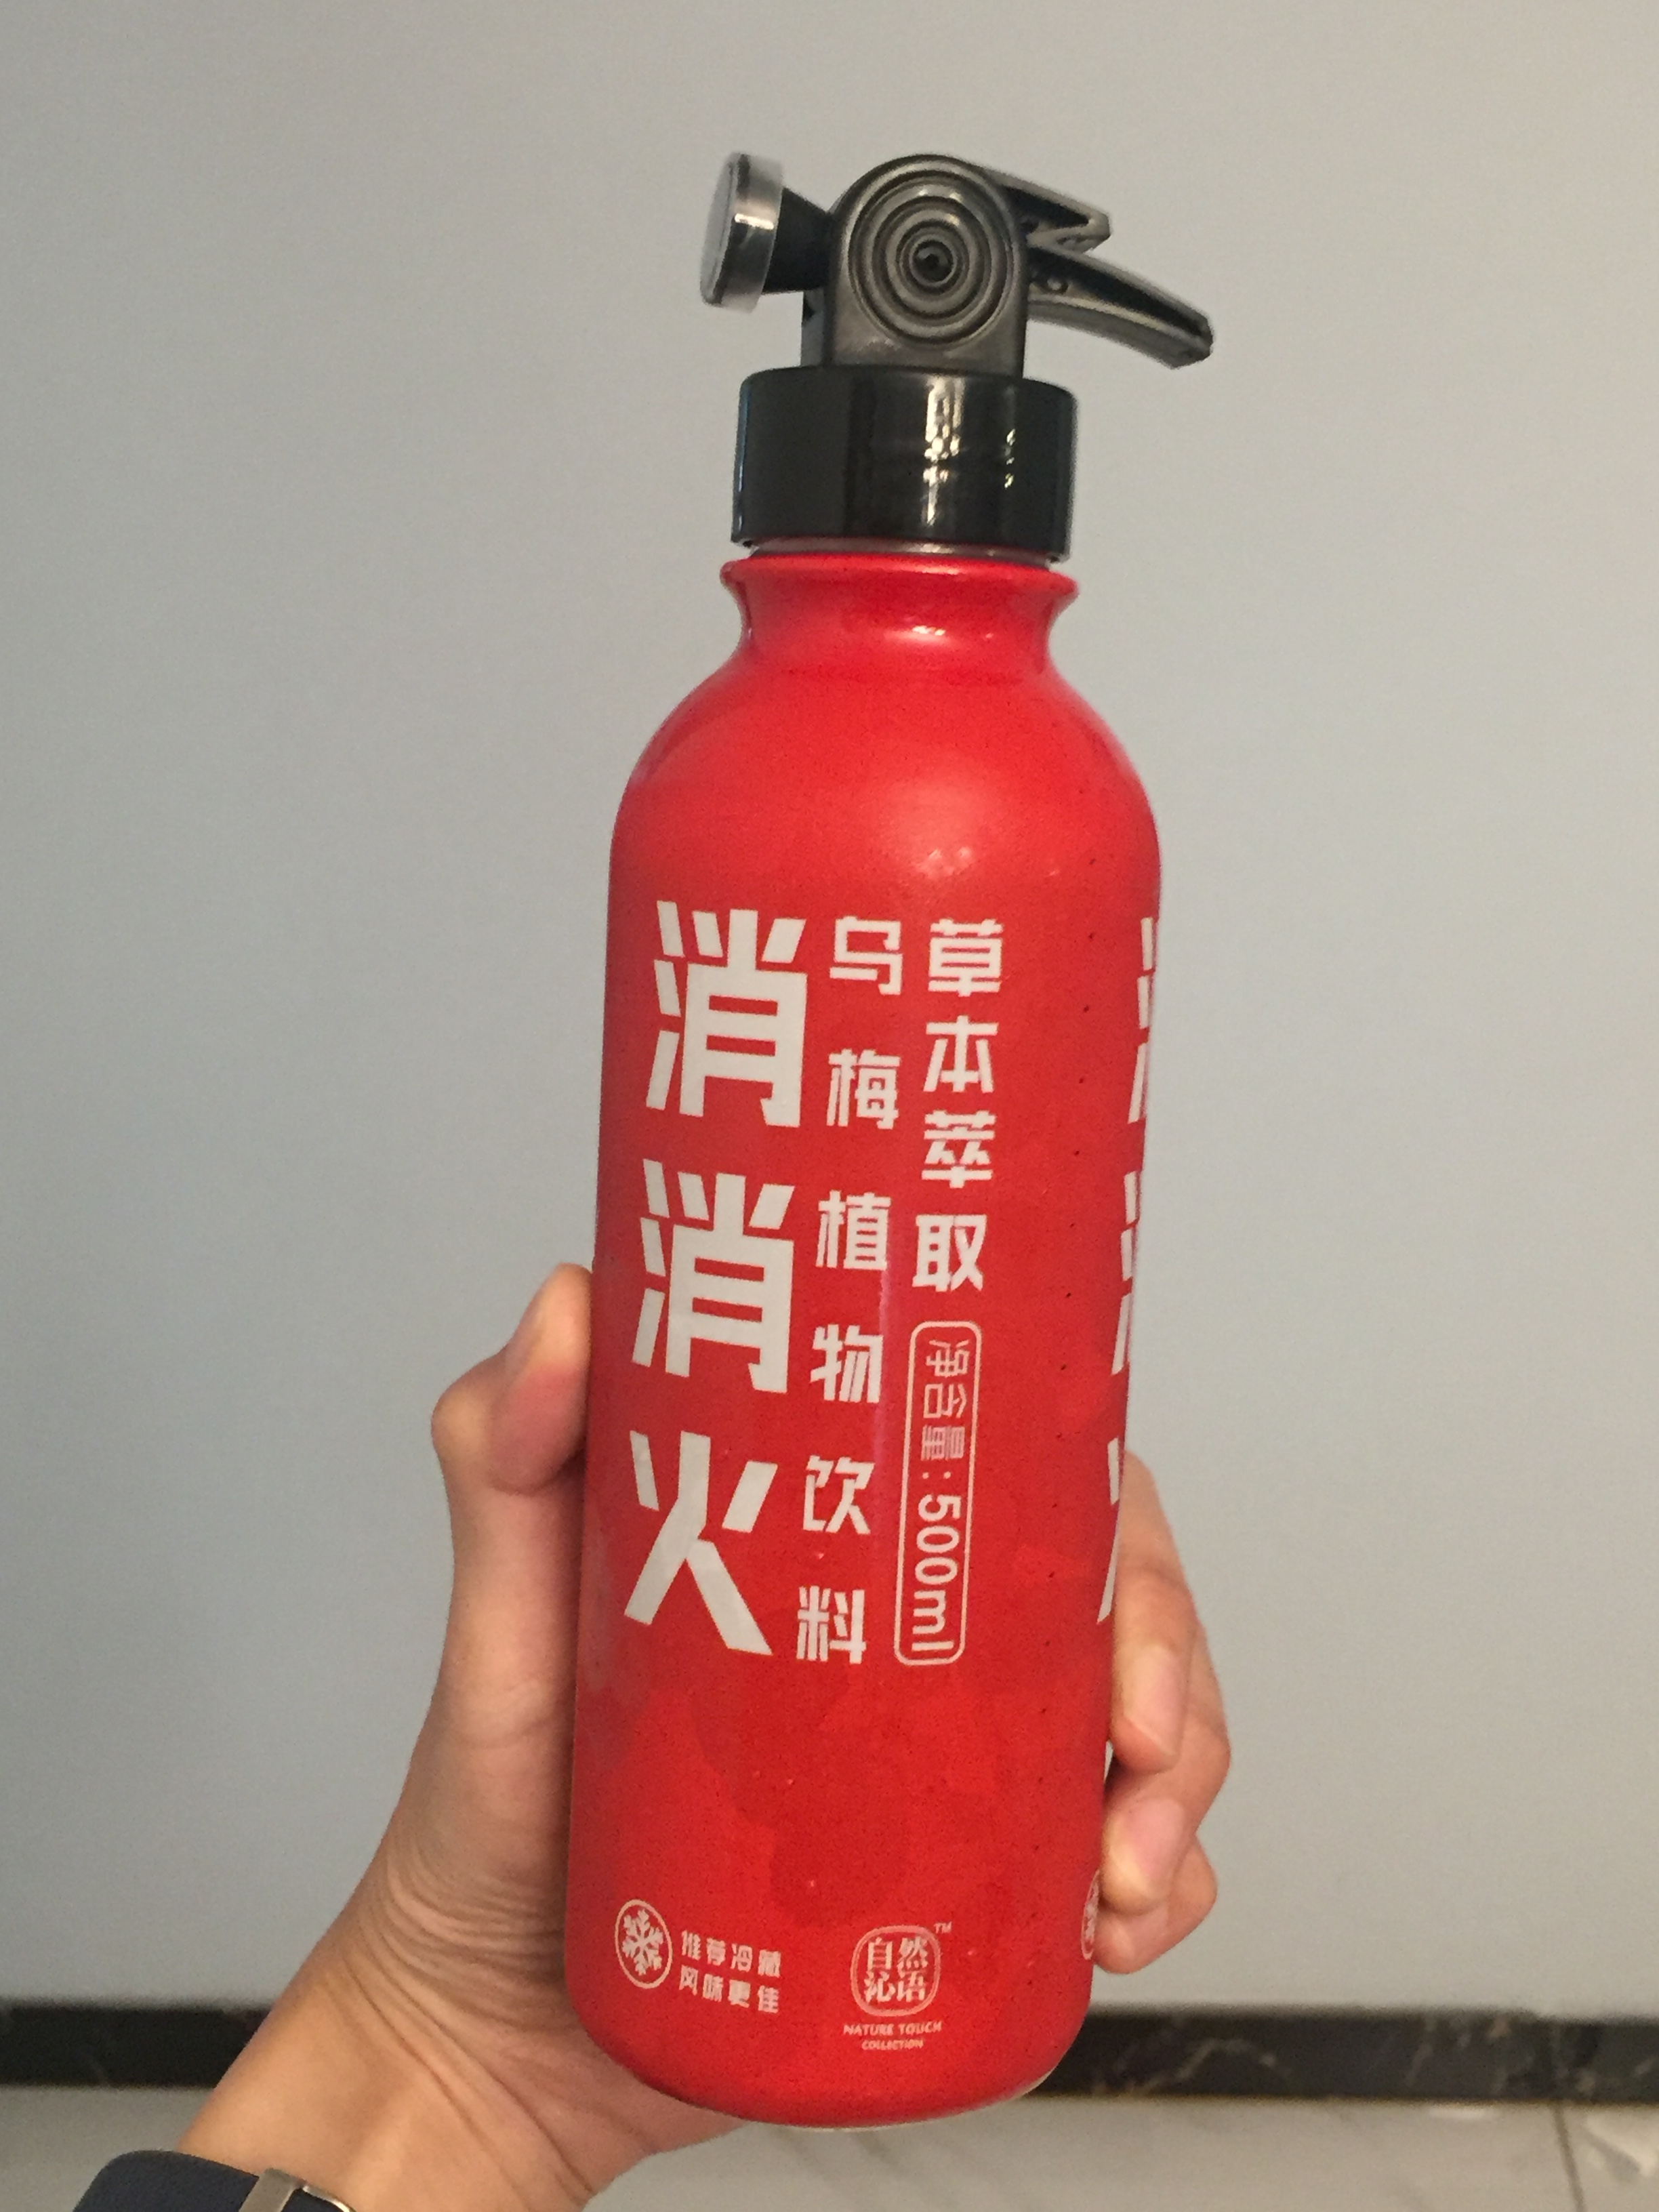 消消火
乌梅植物饮料
草本萃取
净含量:500ml
推荐冷藏
风味更佳
自然
沁语
TM
NATURE TOUCH
COLLECTION